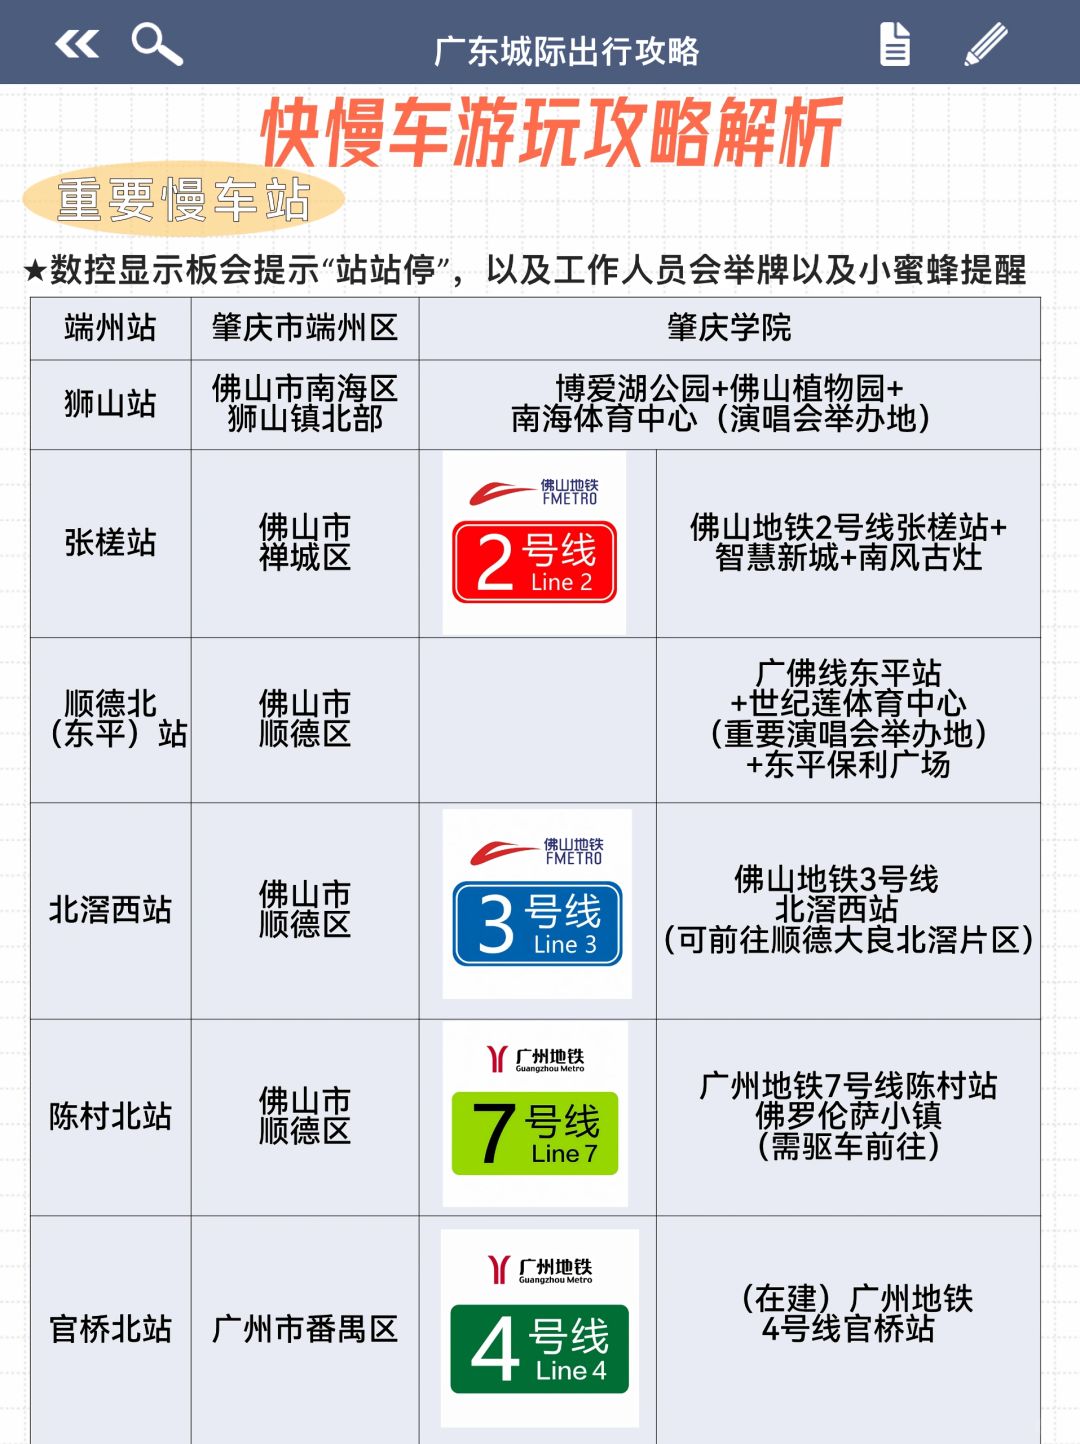 广东城际出行攻略
快慢车游玩攻略解析
重要慢车站
★数控显示板会提示“站站停”，以及工作人员会举牌以及小蜜蜂提醒
端州站
肇庆市端州区
肇庆学院
狮山站
佛山市南海区
狮山镇北部
博爱湖公园+佛山植物园+
南海体育中心（演唱会举办地）
张槎站
佛山市
禅城区
佛山地铁
FMETRO
2号线
Line 2
佛山地铁2号线张槎站+
智慧新城+南风古灶
顺德北
（东平）站
佛山市
顺德区
广佛线东平站
+世纪莲体育中心
（重要演唱会举办地）
+东平保利广场
北滘西站
佛山市
顺德区
佛山地铁
FMETRO
3号线
Line 3
佛山地铁3号线
北滘西站
（可前往顺德大良北滘片区）
陈村北站
佛山市
顺德区
广州地铁
Guangzhou Metro
7号线
Line 7
广州地铁7号线陈村站
佛罗伦萨小镇
（需驱车前往）
官桥北站
广州市番禺区
广州地铁
Guangzhou Metro
4号线
Line 4
（在建）广州地铁
4号线官桥站